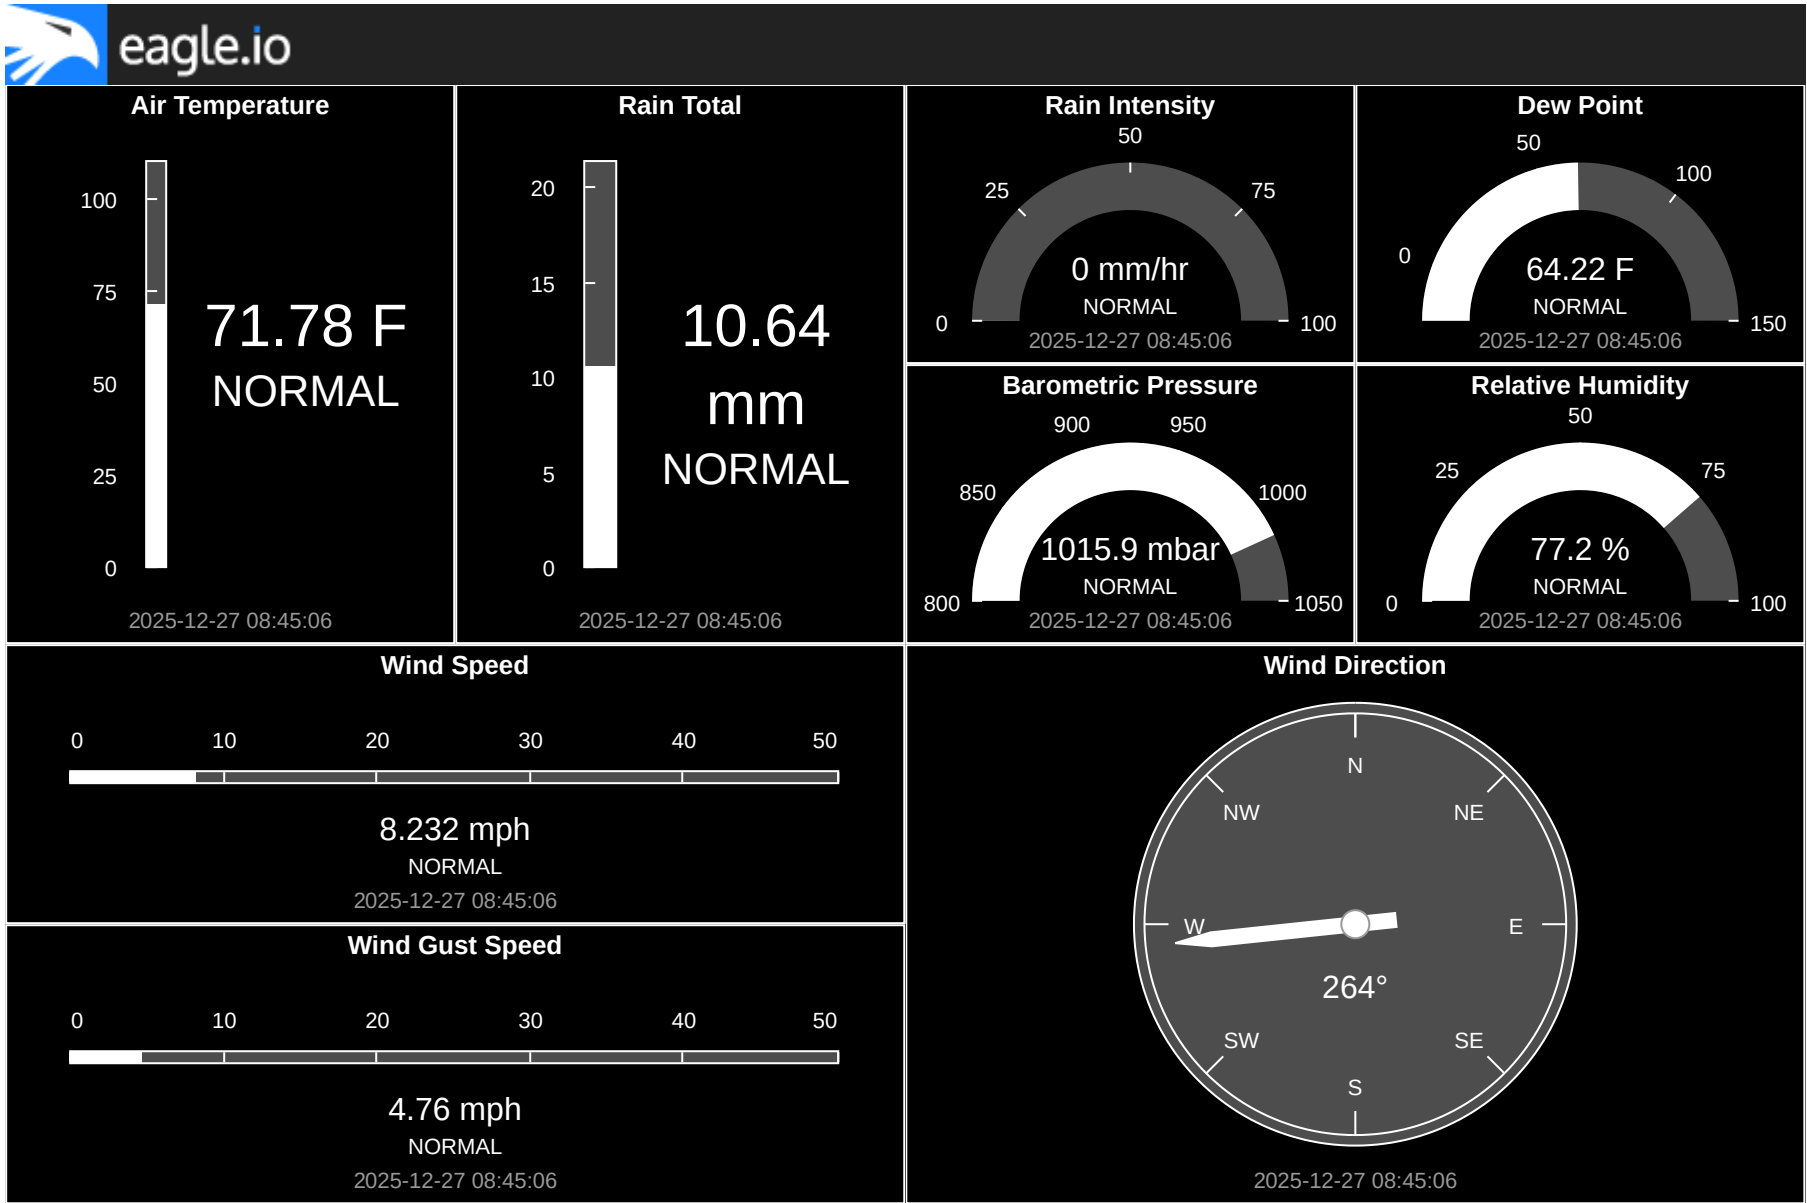 eagle.io
Air Temperature
100
75
50
25
0
71.78 F
NORMAL
2025-12-27 08:45:06
Rain Total
20
15
10
5
0
10.64
mm
NORMAL
2025-12-27 08:45:06
Rain Intensity
0
25
50
75
100
0 mm/hr
NORMAL
2025-12-27 08:45:06
Dew Point
0
50
100
150
64.22 F
NORMAL
2025-12-27 08:45:06
Barometric Pressure
800
850
900
950
1000
1050
1015.9 mbar
NORMAL
2025-12-27 08:45:06
Relative Humidity
0
25
50
75
100
77.2 %
NORMAL
2025-12-27 08:45:06
Wind Speed
0 10 20 30 40 50
8.232 mph
NORMAL
2025-12-27 08:45:06
Wind Gust Speed
0 10 20 30 40 50
4.76 mph
NORMAL
2025-12-27 08:45:06
Wind Direction
N
NW NE
W E
264°
SW SE
S
2025-12-27 08:45:06